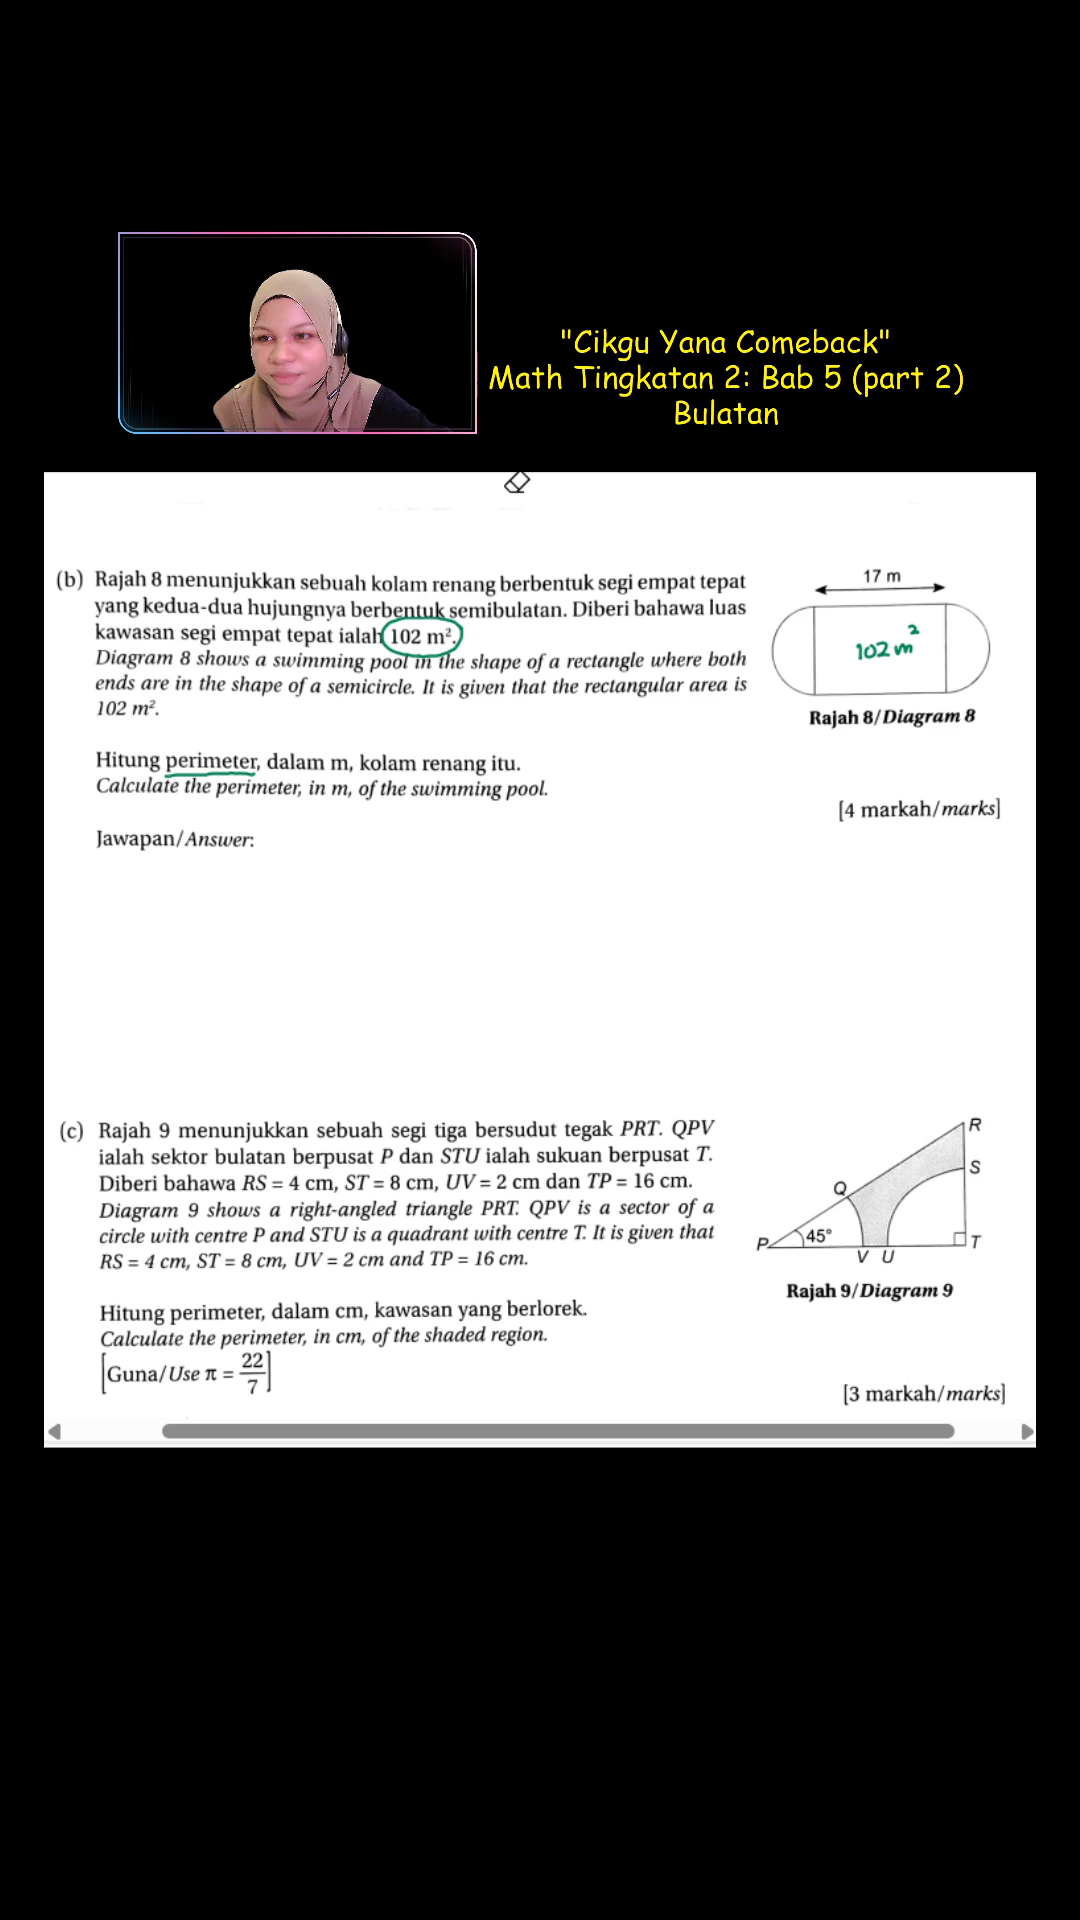 "Cikgu Yana Comeback"
Math Tingkatan 2: Bab 5 (part 2)
Bulatan
(b) Rajah 8 menunjukkan sebuah kolam renang berbentuk segi empat tepat
yang kedua-dua hujungnya berbentuk semibulatan. Diberi bahawa luas
kawasan segi empat tepat ialah 102 m².
Diagram 8 shows a swimming pool in the shape of a rectangle where both
ends are in the shape of a semicircle. It is given that the rectangular area is
102 m².
17 m
102 m²
Rajah 8/Diagram 8
Hitung perimeter, dalam m, kolam renang itu.
Calculate the perimeter, in m, of the swimming pool.
[4 markah/marks]
Jawapan/Answer:
(c) Rajah 9 menunjukkan sebuah segi tiga bersudut tegak PRT. QPV
ialah sektor bulatan berpusat P dan STU ialah sukuan berpusat T.
Diberi bahawa RS = 4 cm, ST = 8 cm, UV = 2 cm dan TP = 16 cm.
Diagram 9 shows a right-angled triangle PRT. QPV is a sector of a
circle with centre P and STU is a quadrant with centre T. It is given that
RS = 4 cm, ST = 8 cm, UV = 2 cm and TP = 16 cm.
R
S
Q
P
45°
T
V U
Rajah 9/Diagram 9
Hitung perimeter, dalam cm, kawasan yang berlorek.
Calculate the perimeter, in cm, of the shaded region.
[Guna/Use π = 22/7]
[3 markah/marks]